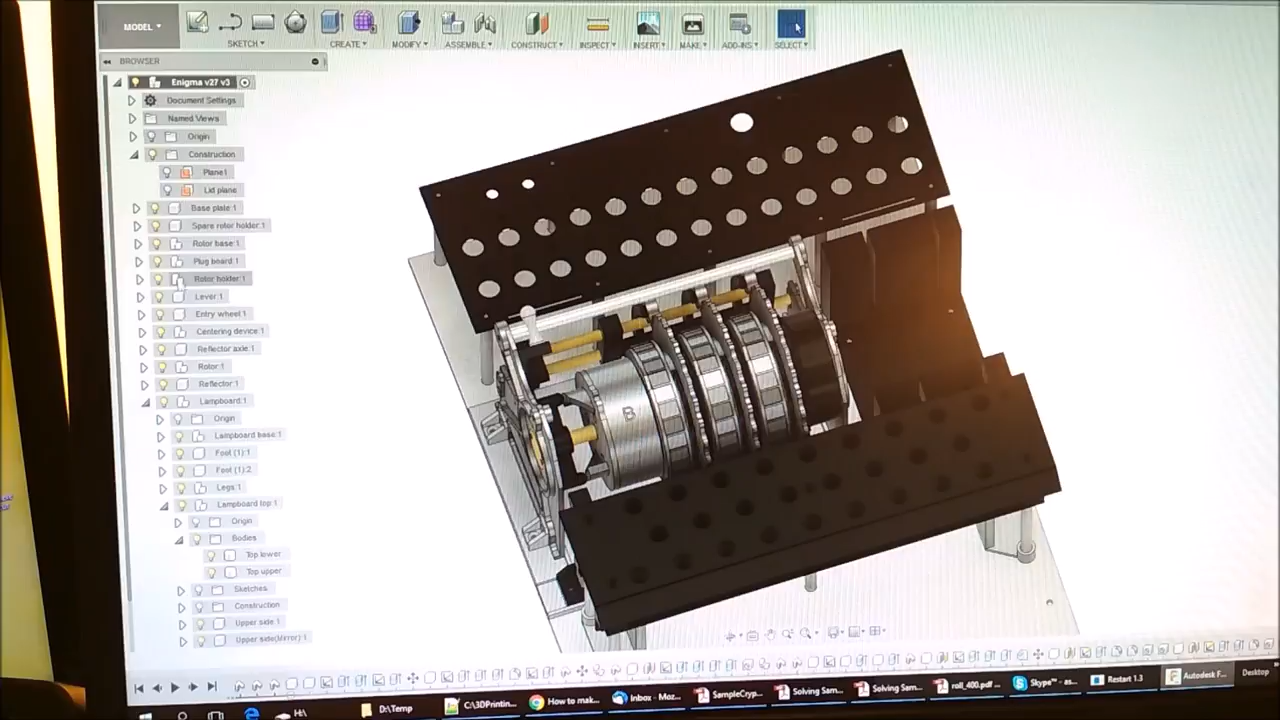 MODEL
SKETCH
CREATE
MODIFY
ASSEMBLE
CONSTRUCT
INSPECT
INSERT
MAKE
ADD-INS
SELECT
BROWSER
Enigma v27 v3
Document Settings
Named Views
Origin
Construction
Plane1
Lid plane
Base plate:1
Spare rotor holder:1
Rotor base:1
Plug board:1
Rotor holder:1
Lever:1
Entry wheel:1
Centering device:1
Reflector axle:1
Rotor:1
Reflector:1
Lampboard:1
Origin
Lampboard base:1
Foot (1):1
Foot (1):2
Legs:1
Lampboard top:1
Origin
Bodies
Top lower
Top upper
Sketches
Construction
Upper side:1
Upper side(Mirror):1
B
H:\
D:\Temp
C:\3DPrintin...
How to mak...
Inbox - Moz...
SampleCryp...
Solving Sam...
Solving Sam...
roll_400.pdf ...
Skype™ - as...
Restart 1.3
Autodesk F...
Desktop